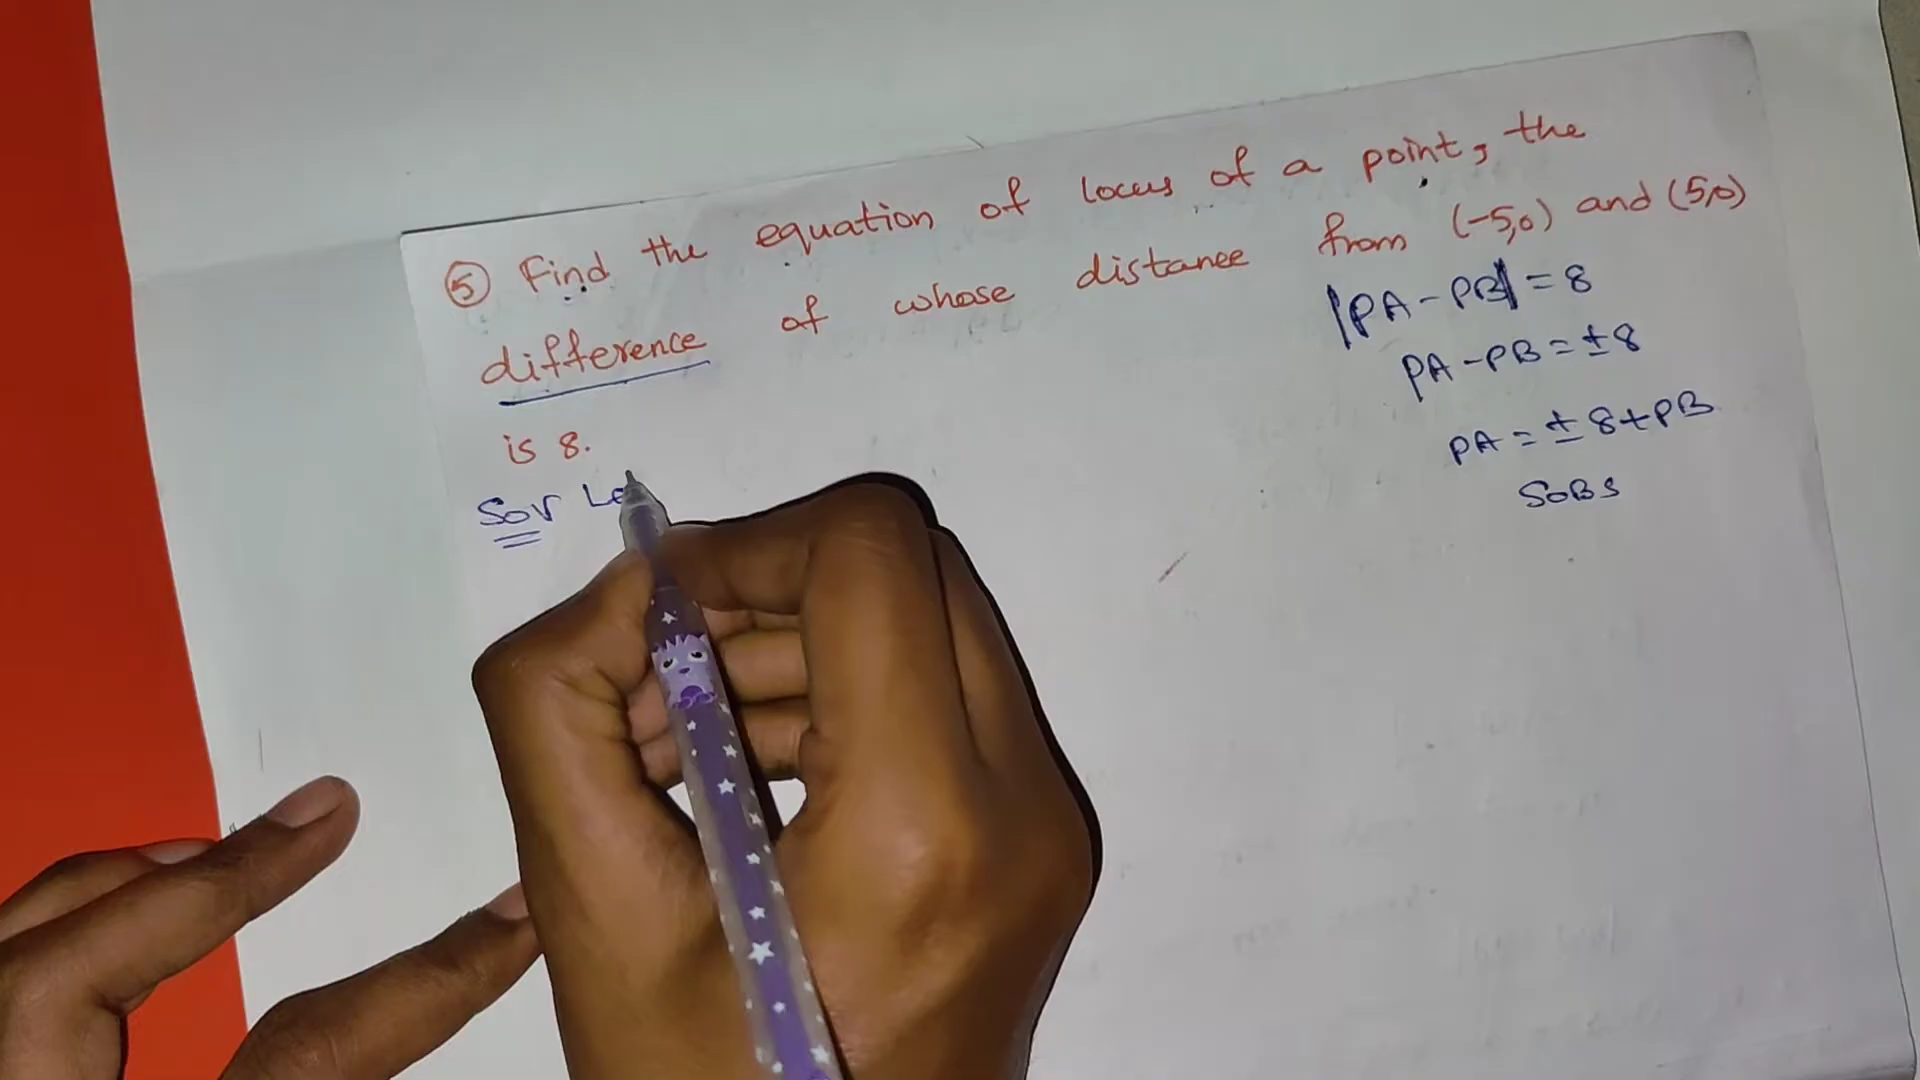 ⑤ Find the equation of locus of a point, the
difference of whose distance from (-5,0) and (5,0)
is 8.
|PA - PB| = 8
PA - PB = ± 8
PA = ± 8 + PB
SOBS
Sol Le